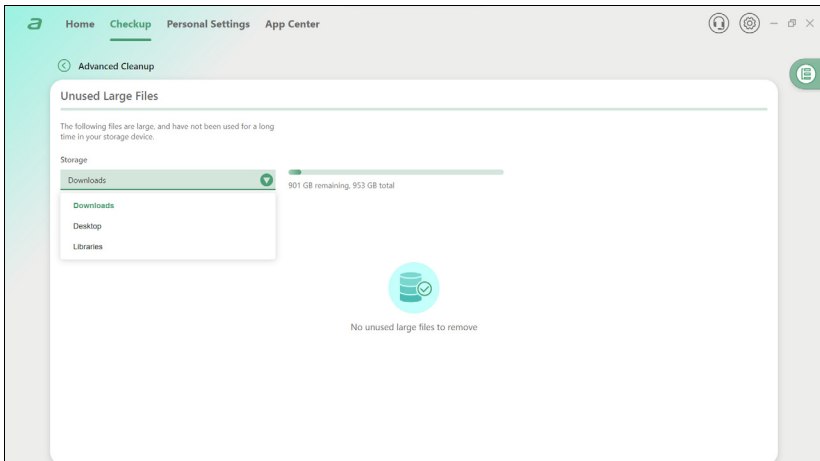 a Home Checkup Personal Settings App Center
Advanced Cleanup
Unused Large Files
The following files are large, and have not been used for a long
time in your storage device.
Storage
Downloads
901 GB remaining, 953 GB total
Downloads
Desktop
Libraries
No unused large files to remove